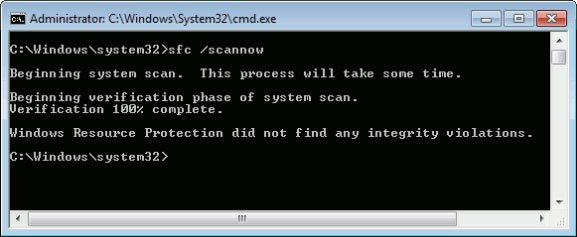 Administrator: C:\Windows\System32\cmd.exe
C:\Windows\system32>sfc /scannow
Beginning system scan.  This process will take some time.
Beginning verification phase of system scan.
Verification 100% complete.
Windows Resource Protection did not find any integrity violations.
C:\Windows\system32>